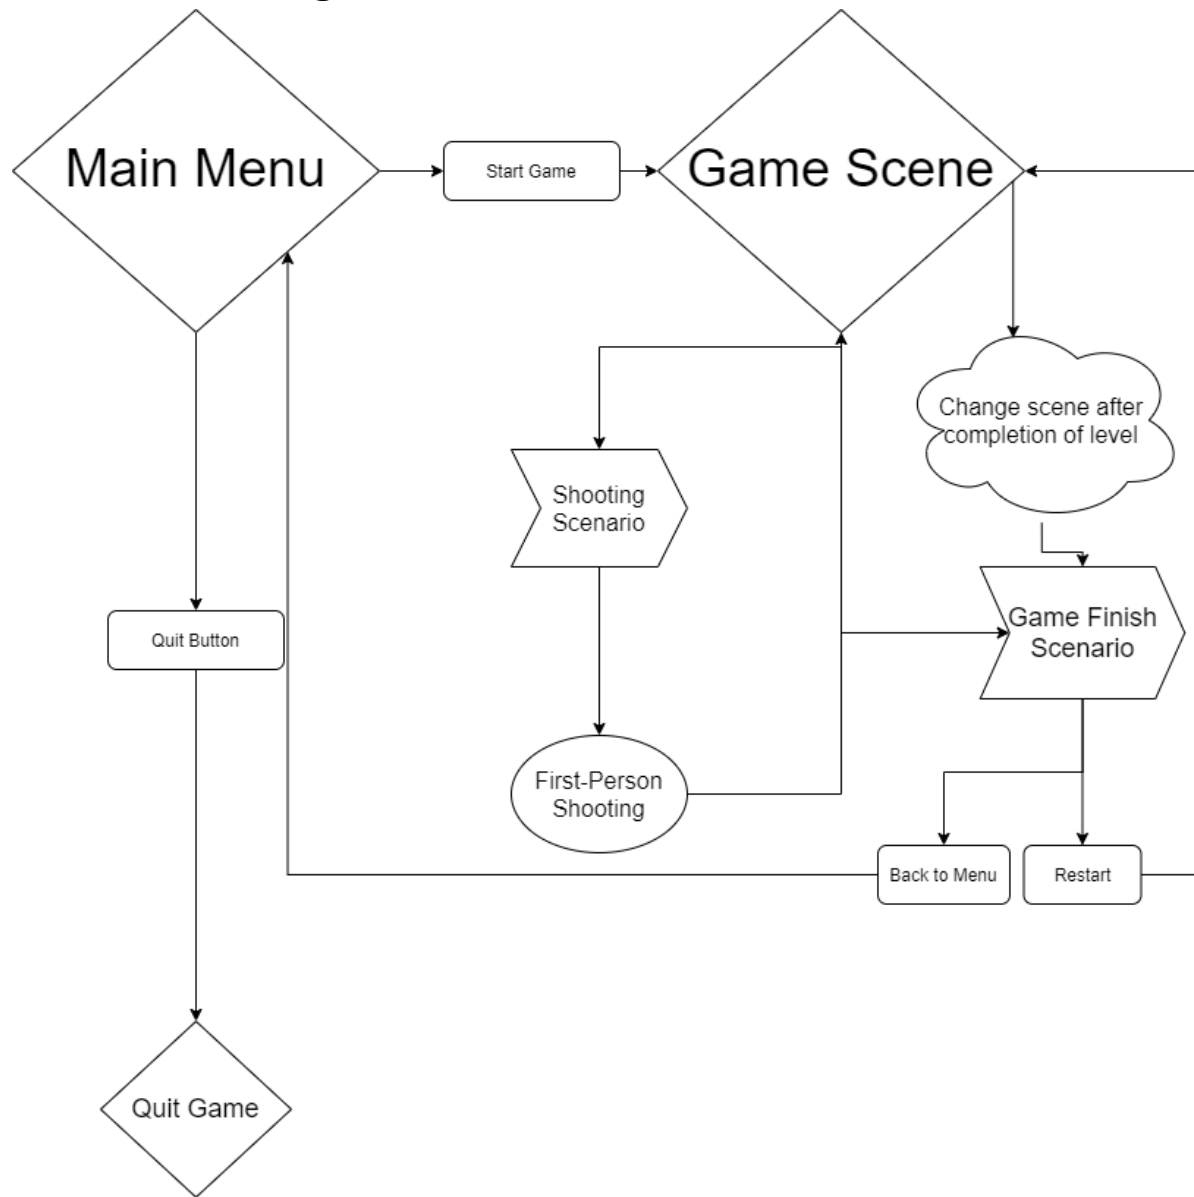 Main Menu
Start Game
Game Scene
Change scene after
completion of level
Shooting
Scenario
Game Finish
Scenario
Quit Button
First-Person
Shooting
Back to Menu
Restart
Quit Game